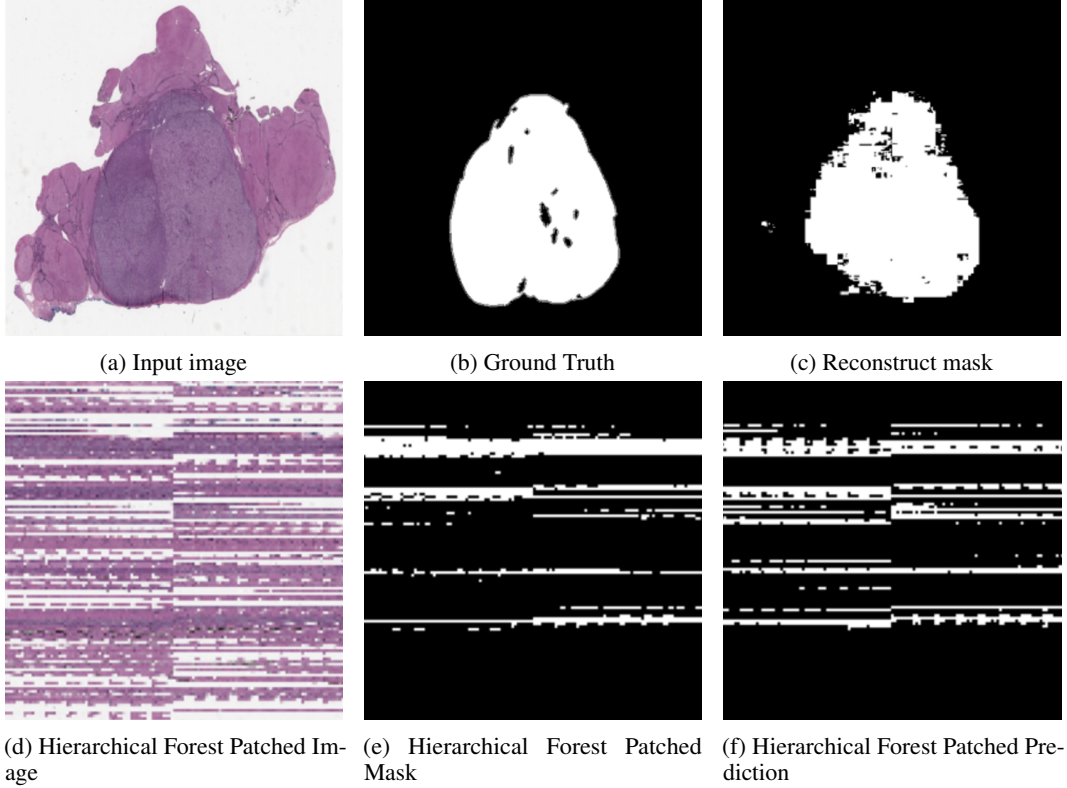 (a) Input image
(b) Ground Truth
(c) Reconstruct mask
(d) Hierarchical Forest Patched Im-
age
(e) Hierarchical Forest Patched
Mask
(f) Hierarchical Forest Patched Pre-
diction